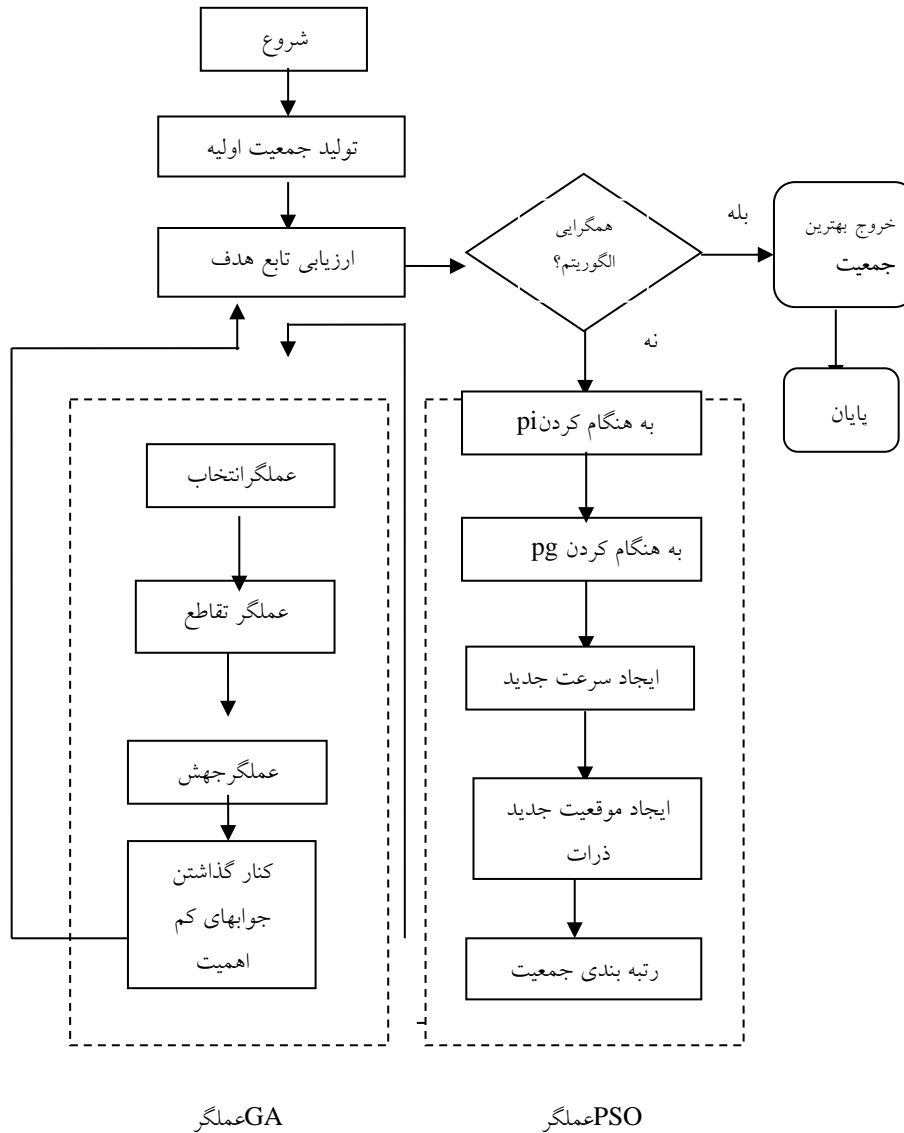 شروع
تولید جمعیت اولیه
ارزیابی تابع هدف
همگرایی
الگوریتم؟
بله
خروج بهترین
جمعیت
پایان
نه
به هنگام کردنpi
به هنگام کردن pg
ایجاد سرعت جدید
ایجاد موقعیت جدید
ذرات
رتبه بندی جمعیت
عملگرانتخاب
عملگر تقاطع
عملگرجهش
کنار گذاشتن
جوابهای کم
اهمیت
عملگرPSO
عملگرGA